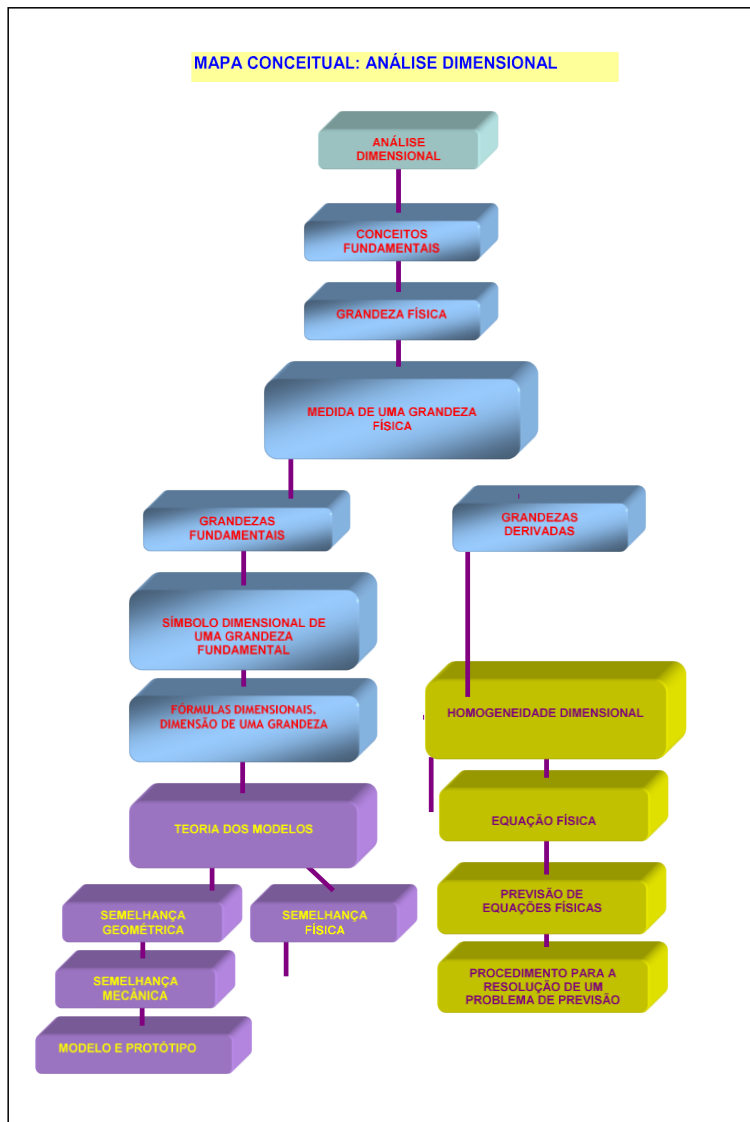 MAPA CONCEITUAL: ANÁLISE DIMENSIONAL
ANÁLISE
DIMENSIONAL
CONCEITOS
FUNDAMENTAIS
GRANDEZA FÍSICA
MEDIDA DE UMA GRANDEZA
FÍSICA
GRANDEZAS
FUNDAMENTAIS
GRANDEZAS
DERIVADAS
SÍMBOLO DIMENSIONAL DE
UMA GRANDEZA
FUNDAMENTAL
FÓRMULAS DIMENSIONAIS.
DIMENSÃO DE UMA GRANDEZA
HOMOGENEIDADE DIMENSIONAL
TEORIA DOS MODELOS
EQUAÇÃO FÍSICA
SEMELHANÇA
GEOMÉTRICA
SEMELHANÇA
FÍSICA
PREVISÃO DE
EQUAÇÕES FÍSICAS
SEMELHANÇA
MECÂNICA
PROCEDIMENTO PARA A
RESOLUÇÃO DE UM
PROBLEMA DE PREVISÃO
MODELO E PROTÓTIPO